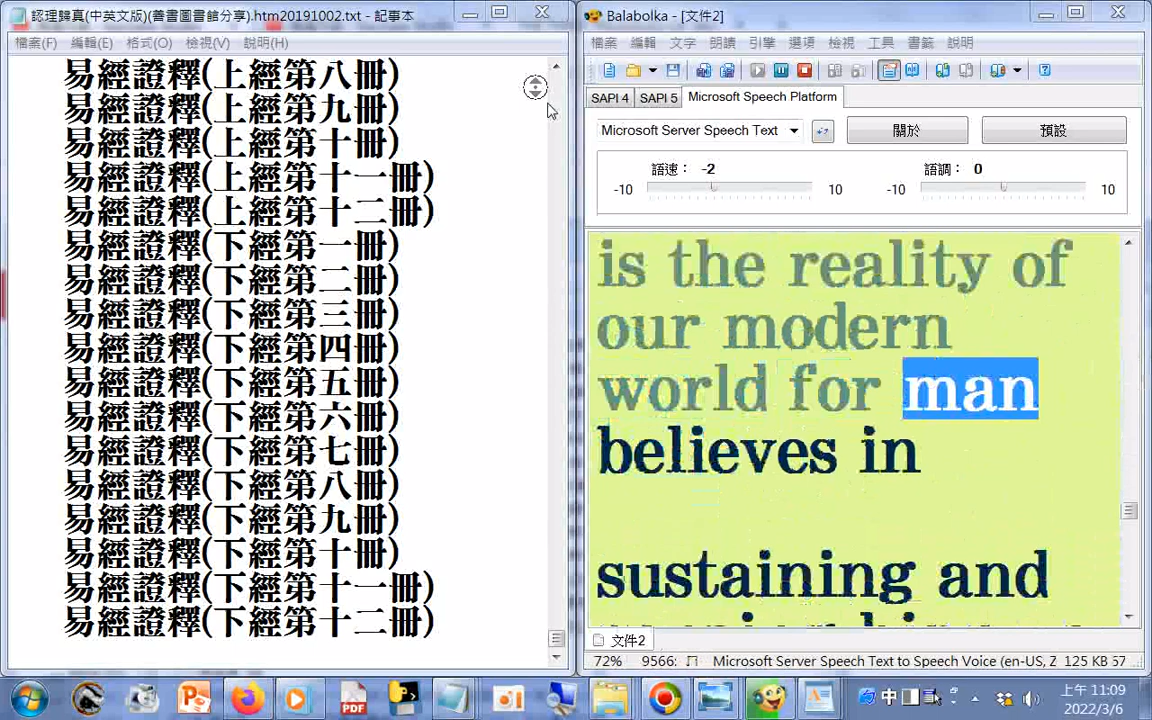 認理歸真(中英文版)(善書圖書館分享).htm20191002.txt - 記事本
檔案(F) 編輯(E) 格式(O) 檢視(V) 說明(H)
易經證釋(上經第八冊)
易經證釋(上經第九冊)
易經證釋(上經第十冊)
易經證釋(上經第十一冊)
易經證釋(上經第十二冊)
易經證釋(下經第一冊)
易經證釋(下經第二冊)
易經證釋(下經第三冊)
易經證釋(下經第四冊)
易經證釋(下經第五冊)
易經證釋(下經第六冊)
易經證釋(下經第七冊)
易經證釋(下經第八冊)
易經證釋(下經第九冊)
易經證釋(下經第十冊)
易經證釋(下經第十一冊)
易經證釋(下經第十二冊)
Balabolka - [文件2]
檔案 編輯 文字 朗讀 引擎 選項 檢視 工具 書籤 說明
SAPI 4 SAPI 5 Microsoft Speech Platform
Microsoft Server Speech Text 關於 預設
語速： -2 語調： 0
-10 10 -10 10
is the reality of
our modern
world for man
believes in
sustaining and
文件2
72% 9566: Microsoft Server Speech Text to Speech Voice (en-US, Z 125 KB 57
PDF 中 上午 11:09
2022/3/6